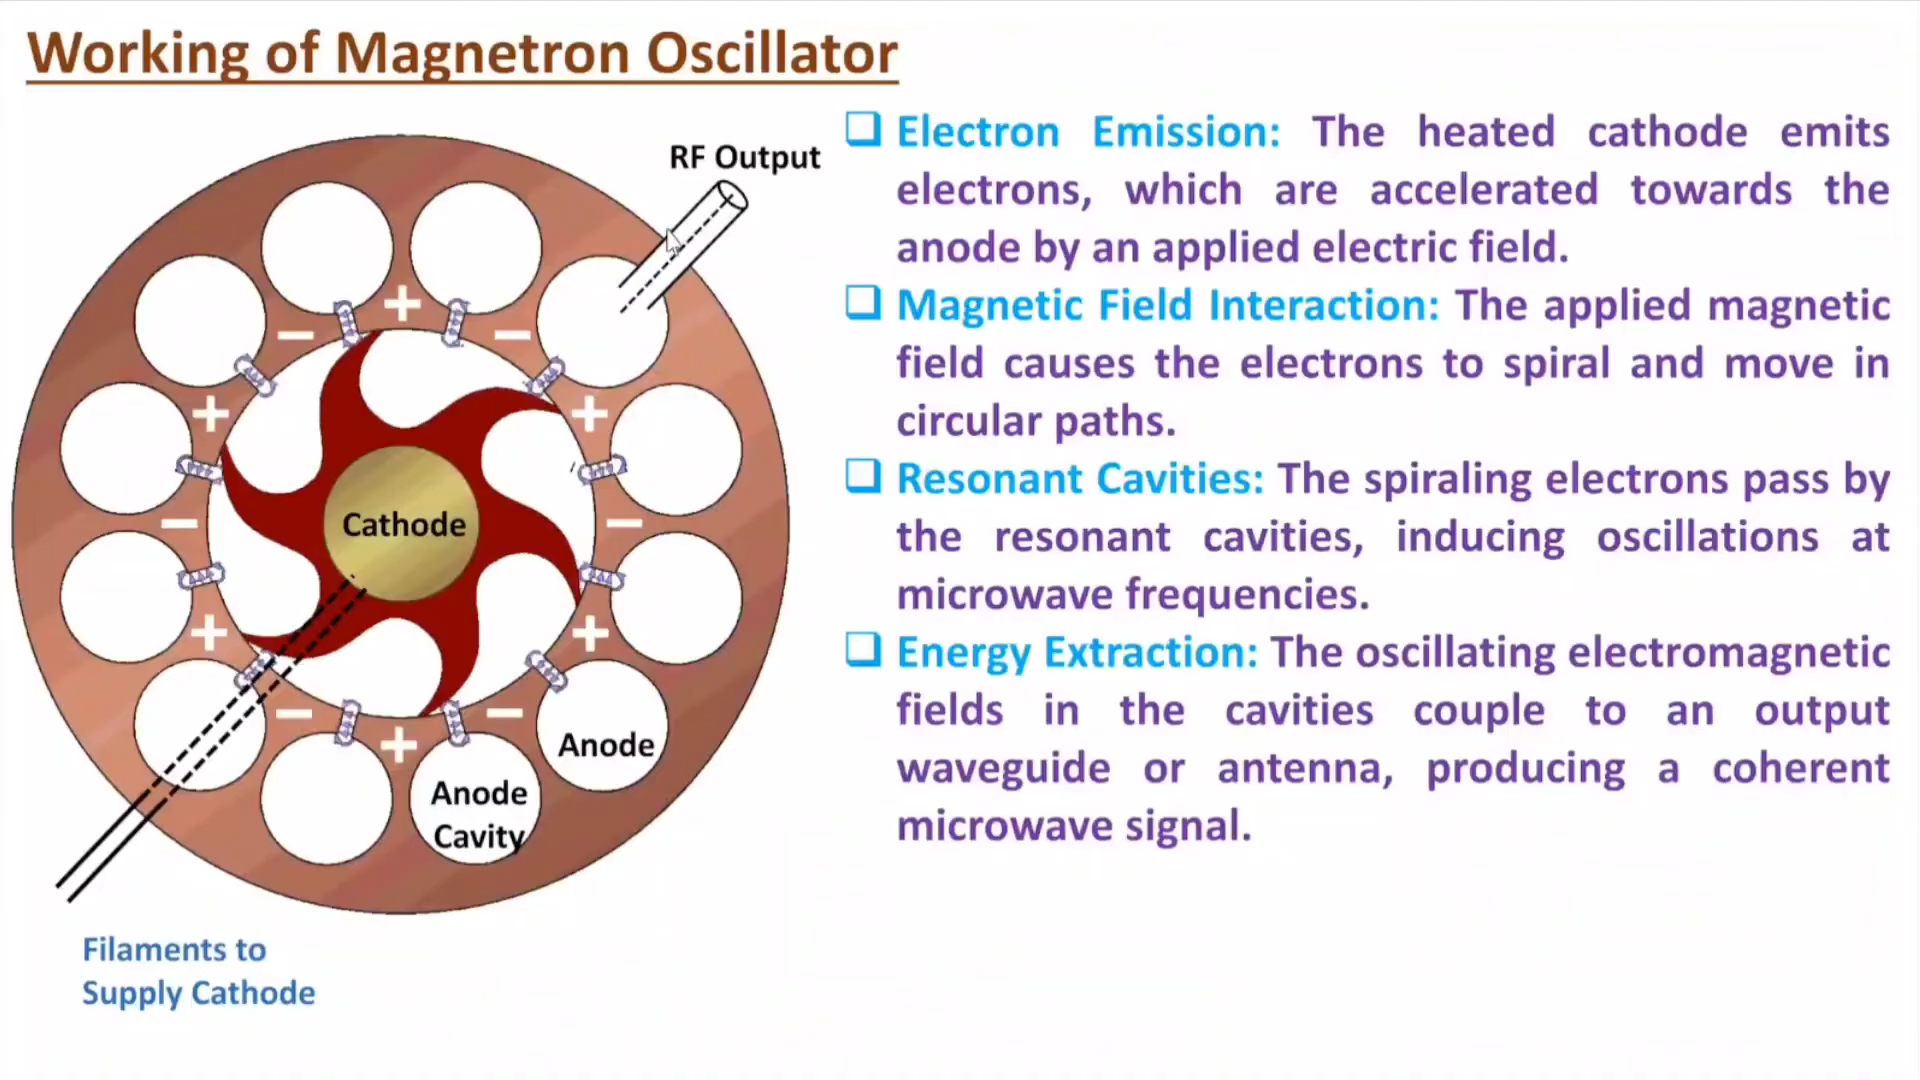 Working of Magnetron Oscillator
RF Output
+
−
−
+
+
Cathode
−
−
+
+
−
−
+
Anode
Anode
Cavity
Filaments to
Supply Cathode
❑ Electron Emission: The heated cathode emits
electrons, which are accelerated towards the
anode by an applied electric field.
❑ Magnetic Field Interaction: The applied magnetic
field causes the electrons to spiral and move in
circular paths.
❑ Resonant Cavities: The spiraling electrons pass by
the resonant cavities, inducing oscillations at
microwave frequencies.
❑ Energy Extraction: The oscillating electromagnetic
fields in the cavities couple to an output
waveguide or antenna, producing a coherent
microwave signal.